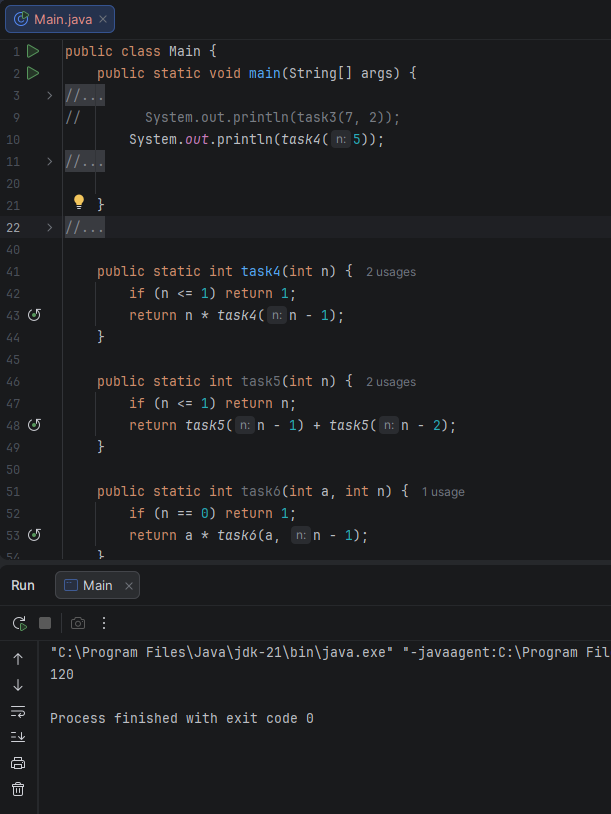 Main.java
1 public class Main {
2 public static void main(String[] args) {
3 //...
9 // System.out.println(task3(7, 2));
10 System.out.println(task4( n: 5));
11 //...
20
21 }
22 //...
40
41 public static int task4(int n) { 2 usages
42 if (n <= 1) return 1;
43 return n * task4( n: n - 1);
44 }
45
46 public static int task5(int n) { 2 usages
47 if (n <= 1) return n;
48 return task5( n: n - 1) + task5( n: n - 2);
49 }
50
51 public static int task6(int a, int n) { 1 usage
52 if (n == 0) return 1;
53 return a * task6(a, n: n - 1);
54 }
Run Main
"C:\Program Files\Java\jdk-21\bin\java.exe" "-javaagent:C:\Program Fil
120
Process finished with exit code 0